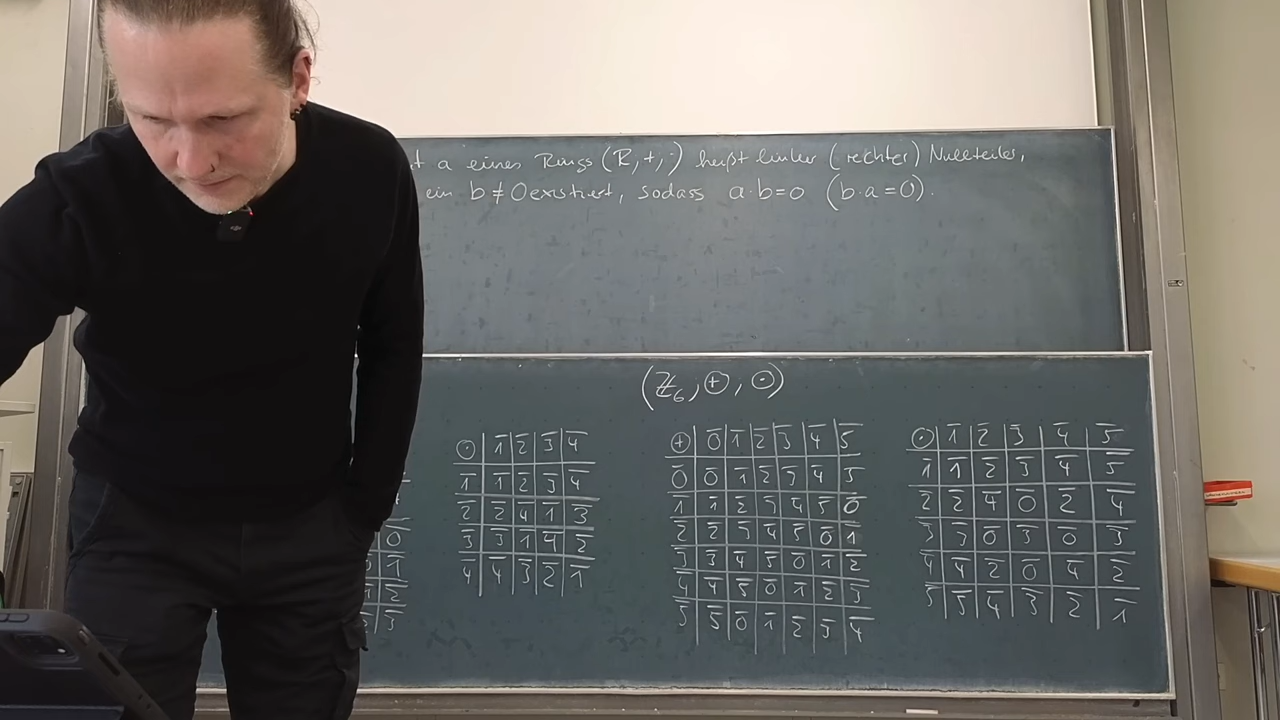 a eines Rings (R,+,·) heißt linker (rechter) Nullteiler,
ein b≠0 existiert, sodass a·b=0 (b·a=0).
(ℤ₆, ⊕, ⊙)
⊙ 1̄ 2̄ 3̄ 4̄
1̄ 1̄ 2̄ 3̄ 4̄
2̄ 2̄ 4̄ 1̄ 3̄
3̄ 3̄ 1̄ 4̄ 2̄
4̄ 4̄ 3̄ 2̄ 1̄
⊕ 0̄ 1̄ 2̄ 3̄ 4̄ 5̄
0̄ 0̄ 1̄ 2̄ 3̄ 4̄ 5̄
1̄ 1̄ 2̄ 3̄ 4̄ 5̄ 0̄
2̄ 2̄ 3̄ 4̄ 5̄ 0̄ 1̄
3̄ 3̄ 4̄ 5̄ 0̄ 1̄ 2̄
4̄ 4̄ 5̄ 0̄ 1̄ 2̄ 3̄
5̄ 5̄ 0̄ 1̄ 2̄ 3̄ 4̄
⊙ 1̄ 2̄ 3̄ 4̄ 5̄
1̄ 1̄ 2̄ 3̄ 4̄ 5̄
2̄ 2̄ 4̄ 0̄ 2̄ 4̄
3̄ 3̄ 0̄ 3̄ 0̄ 3̄
4̄ 4̄ 2̄ 0̄ 4̄ 2̄
5̄ 5̄ 4̄ 3̄ 2̄ 1̄